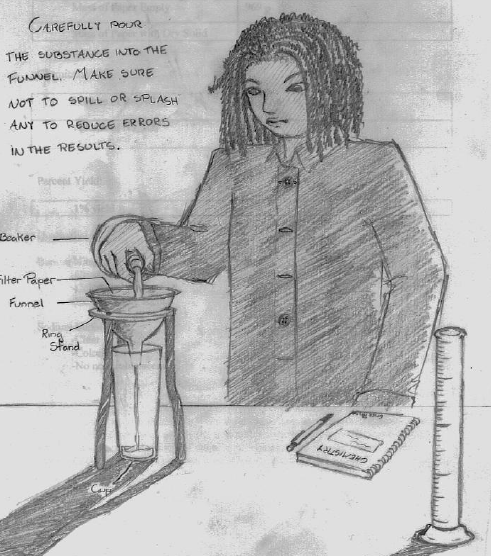 CAREFULLY POUR
THE SUBSTANCE INTO THE
FUNNEL. MAKE SURE
NOT TO SPILL OR SPLASH
ANY TO REDUCE ERRORS
IN THE RESULTS.
Percent Yield
Beaker
Filter Paper
Funnel
Ring
Stand
CHEMISTRY
Cup